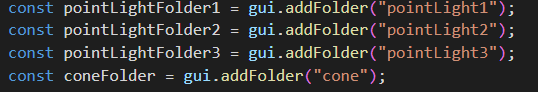 const pointLightFolder1 = gui.addFolder("pointLight1");
const pointLightFolder2 = gui.addFolder("pointLight2");
const pointLightFolder3 = gui.addFolder("pointLight3");
const coneFolder = gui.addFolder("cone");